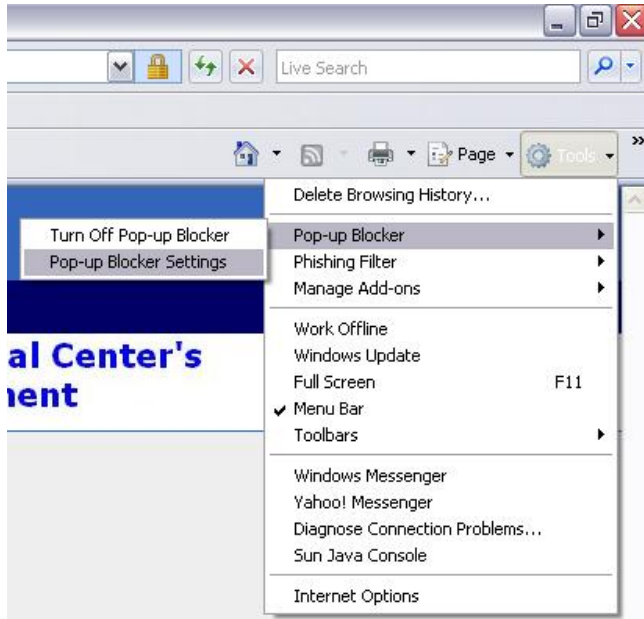 Live Search
Page
Tools
»
Delete Browsing History...
Turn Off Pop-up Blocker
Pop-up Blocker Settings
Pop-up Blocker
Phishing Filter
Manage Add-ons
Work Offline
Windows Update
Full Screen F11
Menu Bar
Toolbars
Windows Messenger
Yahoo! Messenger
Diagnose Connection Problems...
Sun Java Console
Internet Options
al Center's
ent